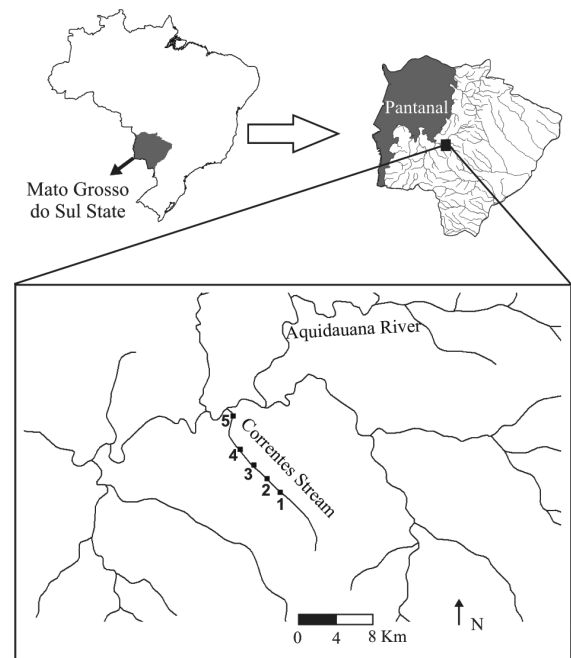 Pantanal
Mato Grosso
do Sul State
Aquidauana River
Correntes Stream
5
4
3
2
1
N
0 4 8 Km